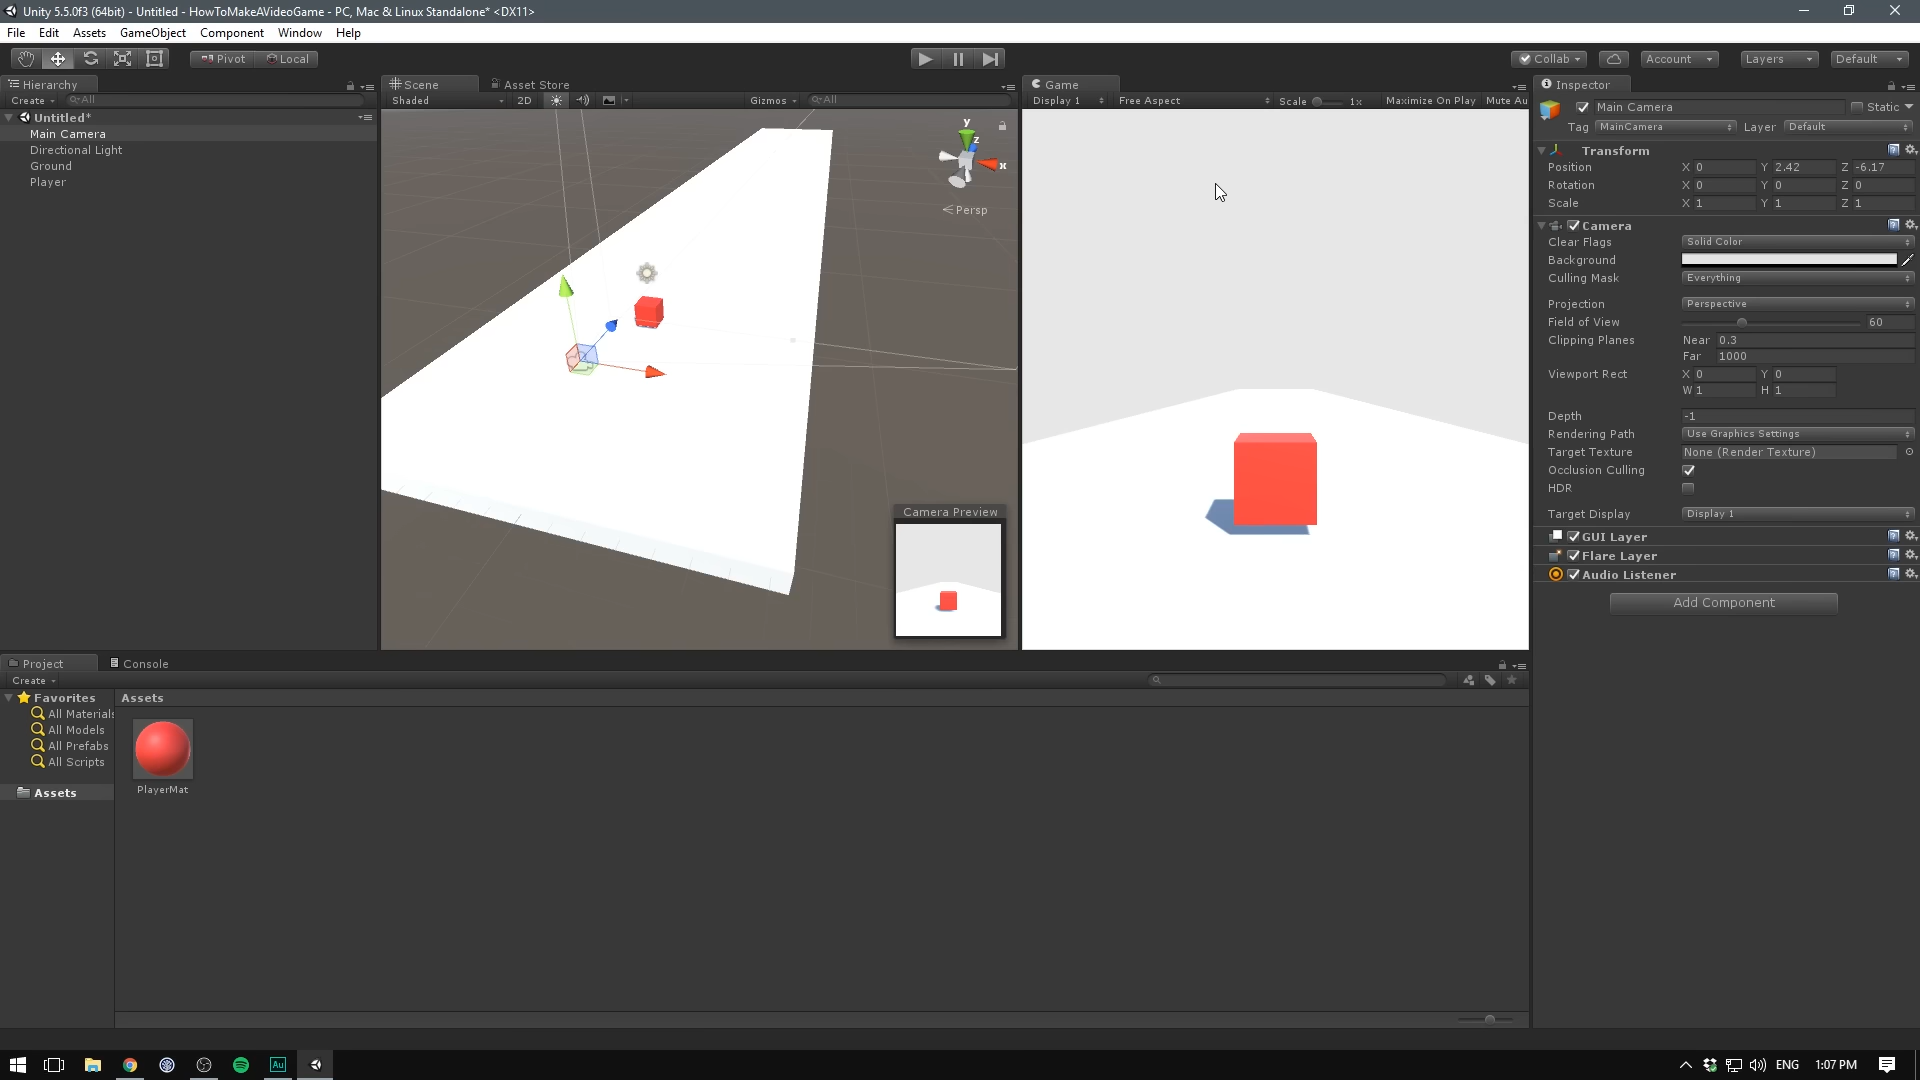 Unity 5.5.0f3 (64bit) - Untitled - HowToMakeAVideoGame - PC, Mac & Linux Standalone* <DX11>
File Edit Assets GameObject Component Window Help
Pivot Local Collab Account Layers Default
Hierarchy
Create All
Untitled*
Main Camera
Directional Light
Ground
Player
Scene Asset Store
Shaded 2D Gizmos All
y
z
x
Persp
Camera Preview
Game
Display 1 Free Aspect Scale 1x Maximize On Play Mute Au
Inspector
Main Camera Static
Tag MainCamera Layer Default
Transform
Position X 0 Y 2.42 Z -6.17
Rotation X 0 Y 0 Z 0
Scale X 1 Y 1 Z 1
Camera
Clear Flags Solid Color
Background
Culling Mask Everything
Projection Perspective
Field of View 60
Clipping Planes Near 0.3
Far 1000
Viewport Rect X 0 Y 0
W 1 H 1
Depth -1
Rendering Path Use Graphics Settings
Target Texture None (Render Texture)
Occlusion Culling
HDR
Target Display Display 1
GUI Layer
Flare Layer
Audio Listener
Add Component
Project Console
Create
Favorites
All Materials
All Models
All Prefabs
All Scripts
Assets
Assets
PlayerMat
Au
ENG 1:07 PM